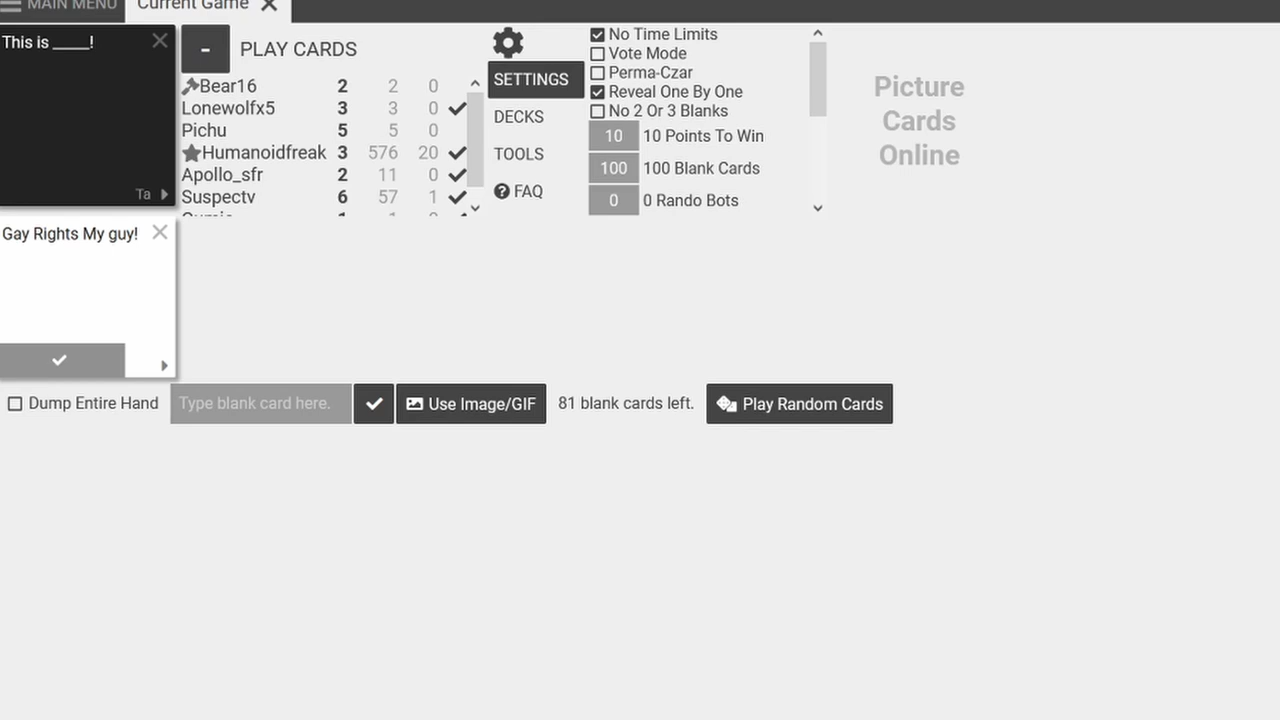 MAIN MENU
Current Game
This is _____!
Ta
- PLAY CARDS
Bear16 2 2 0
Lonewolfx5 3 3 0
Pichu 5 5 0
Humanoidfreak 3 576 20
Apollo_sfr 2 11 0
Suspectv 6 57 1
SETTINGS
DECKS
TOOLS
FAQ
No Time Limits
Vote Mode
Perma-Czar
Reveal One By One
No 2 Or 3 Blanks
10 10 Points To Win
100 100 Blank Cards
0 0 Rando Bots
Picture
Cards
Online
Gay Rights My guy!
Dump Entire Hand
Type blank card here.
Use Image/GIF
81 blank cards left.
Play Random Cards